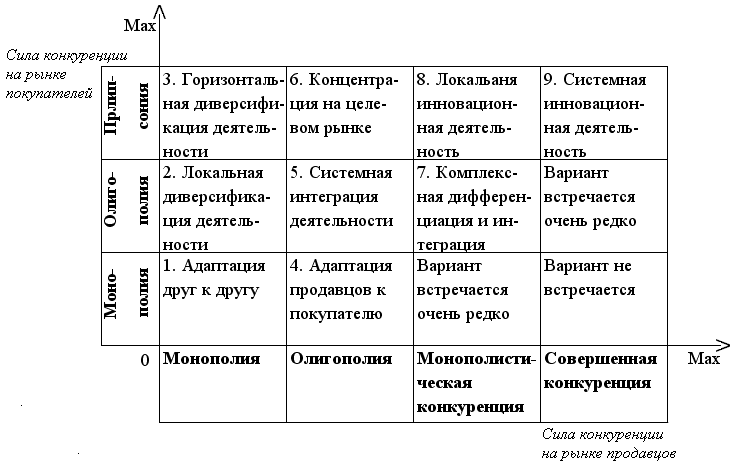 Max
Сила конкуренции
на рынке
покупателей
Прлип-
сония
3. Горизонталь-
ная диверсифи-
кация деятель-
ности
6. Концентра-
ция на целе-
вом рынке
8. Локальаня
инновацион-
ная деятель-
ность
9. Системная
инновацион-
ная деятель-
ность
Олиго-
полия
2. Локальная
диверсифика-
ция деятель-
ности
5. Системная
интеграция
деятельности
7. Комплекс-
ная дифферен-
циация и ин-
теграция
Вариант
встречается
очень редко
Моно-
полия
1. Адаптация
друг к другу
4. Адаптация
продавцов к
покупателю
Вариант
встречается
очень редко
Вариант не
встречается
0
Монополия
Олигополия
Монополисти-
ческая
конкуренция
Совершенная
конкуренция
Max
Сила конкуренции
на рынке продавцов